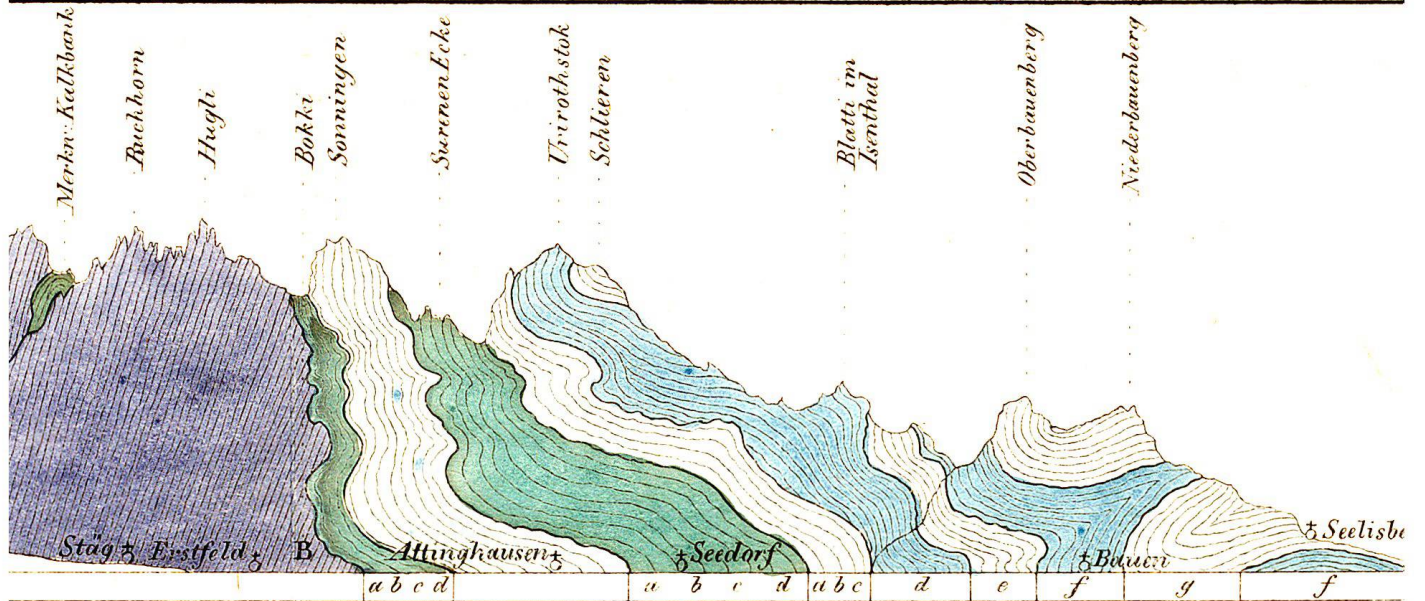 Merkw: Kalkbank
Ruchhorn
Hugli
Bokki
Sonningen
Surenen Ecke
Urirothstok
Schlieren
Blatti im
Isenthal
Oberbauenberg
Niederbauenberg
Seelisbe
Stäg
Erstfeld
B
Attinghausen
Seedorf
Bauen
a b c d
a b c d
a b c
d
e
f
g
f